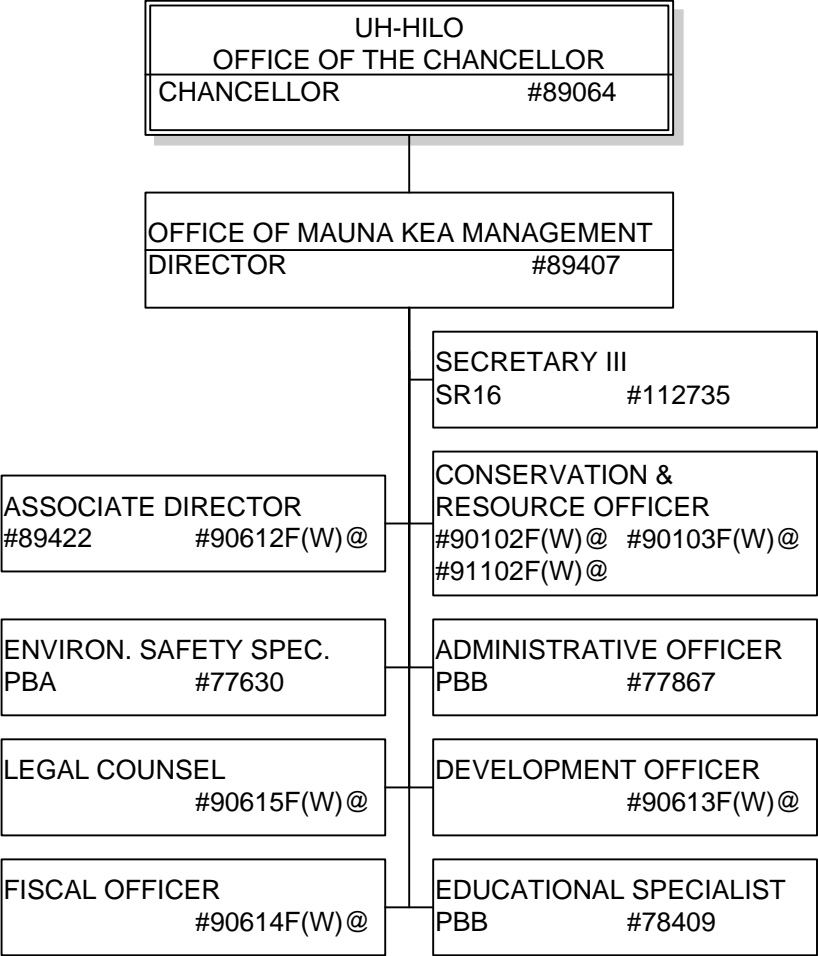 UH-HILO
OFFICE OF THE CHANCELLOR
CHANCELLOR #89064
OFFICE OF MAUNA KEA MANAGEMENT
DIRECTOR #89407
SECRETARY III
SR16 #112735
ASSOCIATE DIRECTOR
#89422 #90612F(W)@
CONSERVATION &
RESOURCE OFFICER
#90102F(W)@ #90103F(W)@
#91102F(W)@
ENVIRON. SAFETY SPEC.
PBA #77630
ADMINISTRATIVE OFFICER
PBB #77867
LEGAL COUNSEL
#90615F(W)@
DEVELOPMENT OFFICER
#90613F(W)@
FISCAL OFFICER
#90614F(W)@
EDUCATIONAL SPECIALIST
PBB #78409